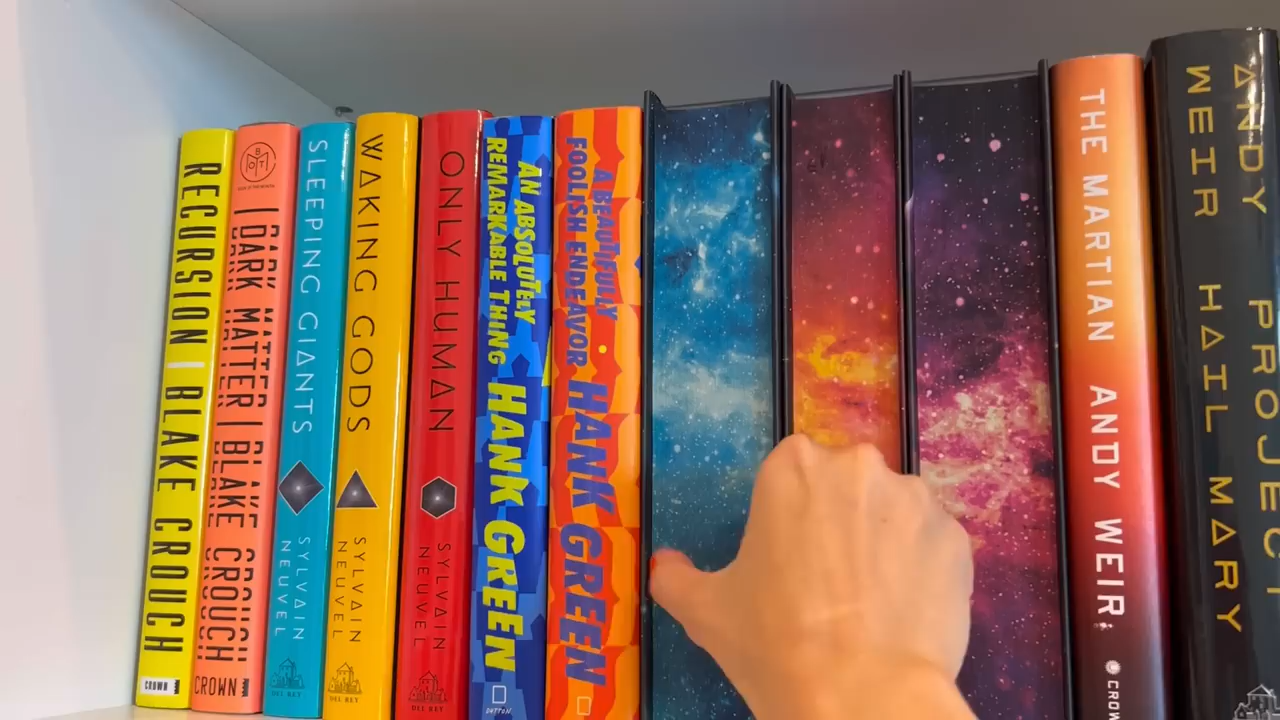 RECURSION | BLAKE CROUCH
CROWN
DARK MATTER | BLAKE CROUCH
CROWN
SLEEPING GIANTS
SYLVAIN
NEUVEL
DEL REY
WAKING GODS
SYLVAIN
NEUVEL
DEL REY
ONLY HUMAN
SYLVAIN
NEUVEL
DEL REY
AN ABSOLUTELY
REMARKABLE THING
HANK GREEN
DUTTON
A BEAUTIFULLY
FOOLISH ENDEAVOR
HANK GREEN
THE MARTIAN ANDY WEIR
CROW
ANDY
WEIR
PROJECT
HAIL MARY